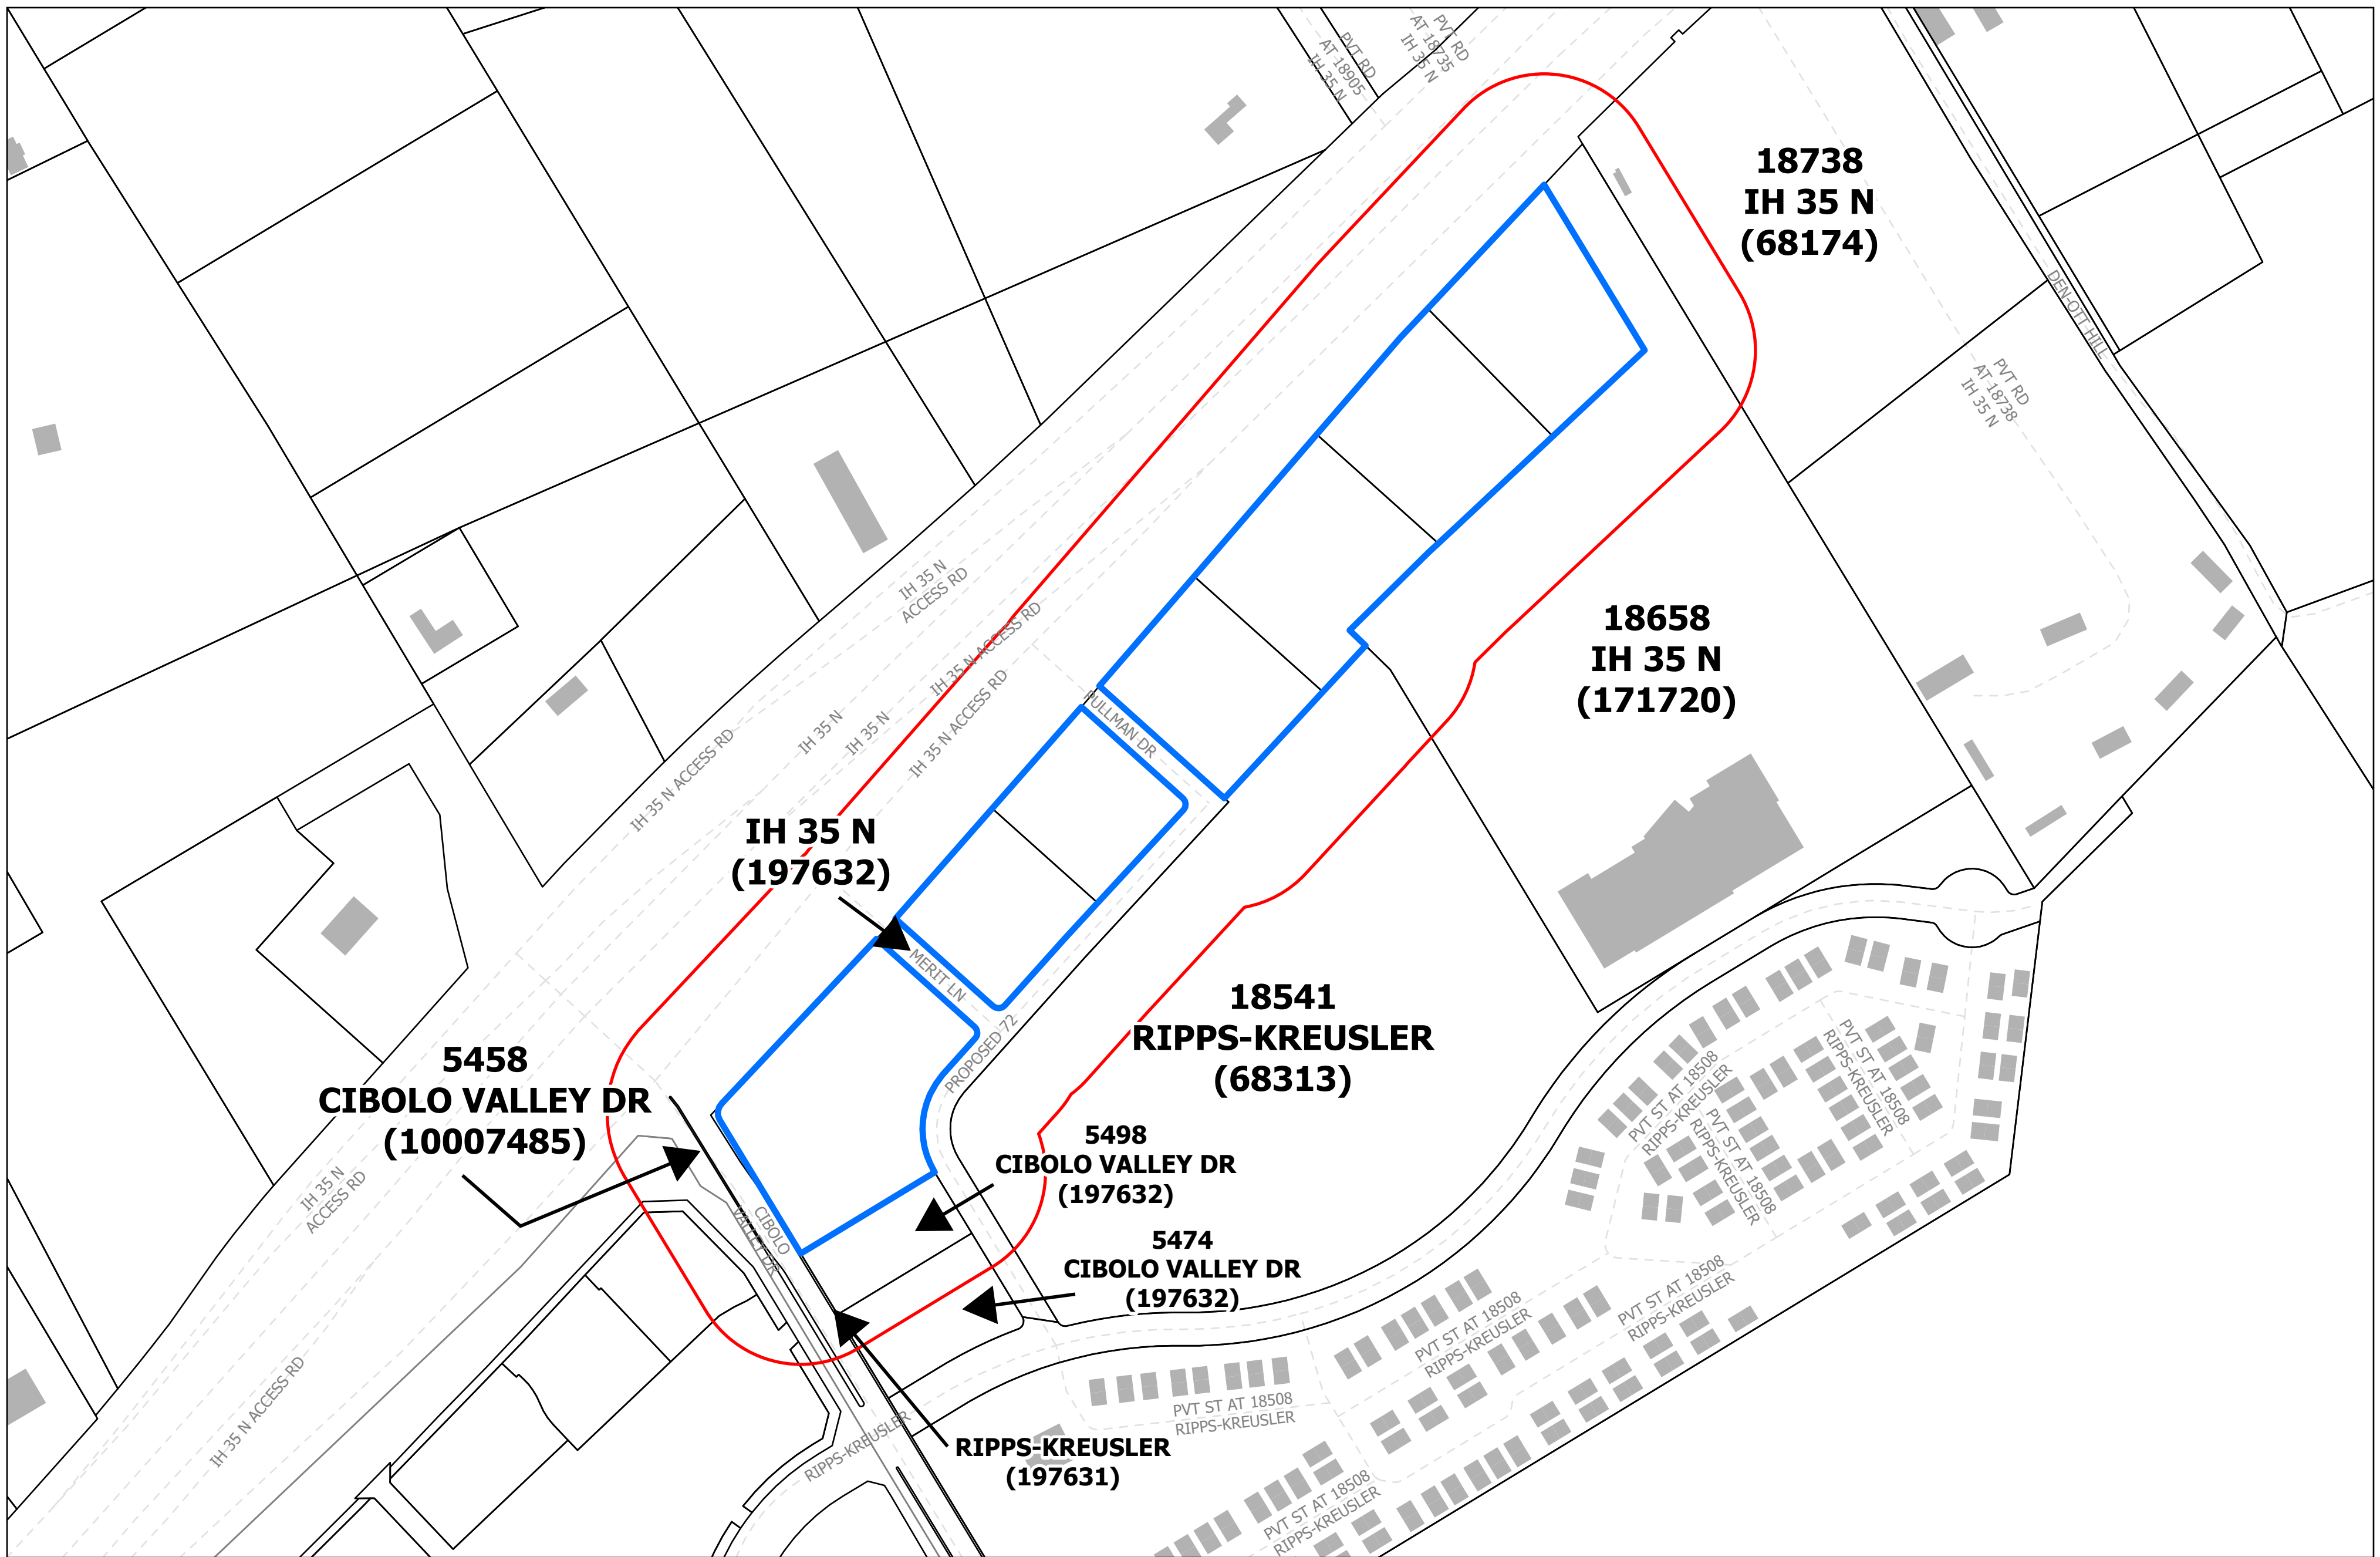 PVT RD
AT 18905
IH 35 N
PVT RD
AT 18735
IH 35 N
18738
IH 35 N
(68174)
DEN-OTT HILL
PVT RD
AT 18738
IH 35 N
IH 35 N
ACCESS RD
IH 35 N ACCESS RD
IH 35 N ACCESS RD
IH 35 N
IH 35 N
IH 35 N ACCESS RD
PULLMAN DR
18658
IH 35 N
(171720)
IH 35 N
(197632)
MERIT LN
PROPOSED 72
18541
RIPPS-KREUSLER
(68313)
5458
CIBOLO VALLEY DR
(10007485)
5498
CIBOLO VALLEY DR
(197632)
5474
CIBOLO VALLEY DR
(197632)
CIBOLO
VALLEY DR
IH 35 N
ACCESS RD
IH 35 N ACCESS RD
RIPPS-KREUSLER
RIPPS-KREUSLER
(197631)
PVT ST AT 18508
RIPPS-KREUSLER
PVT ST AT 18508
RIPPS-KREUSLER
PVT ST AT 18508
RIPPS-KREUSLER
PVT ST AT 18508
RIPPS-KREUSLER
PVT ST AT 18508
RIPPS-KREUSLER
PVT ST AT 18508
RIPPS-KREUSLER
PVT ST AT 18508
RIPPS-KREUSLER